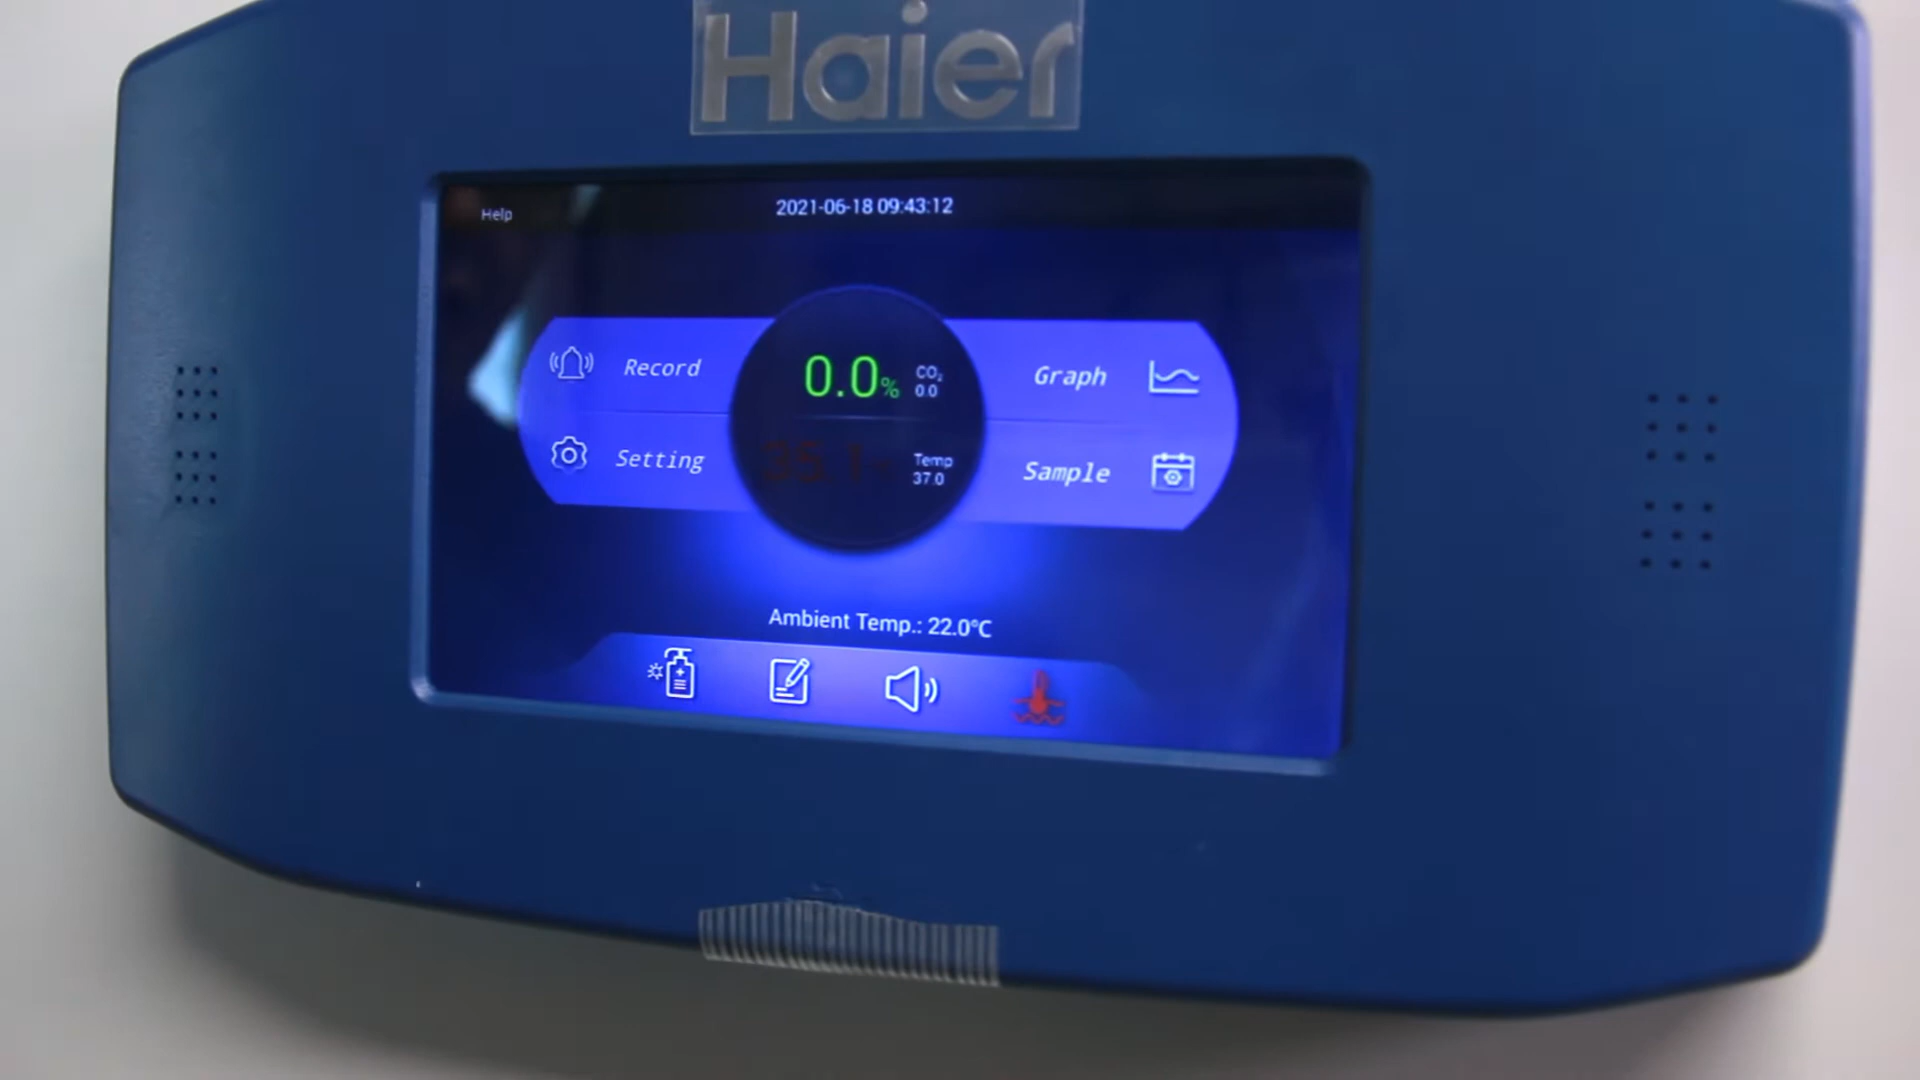 Haier
Help
2021-06-18 09:43:12
Record
0.0%
CO₂
0.0
Graph
Setting
35.1
Temp
37.0
Sample
Ambient Temp.: 22.0°C